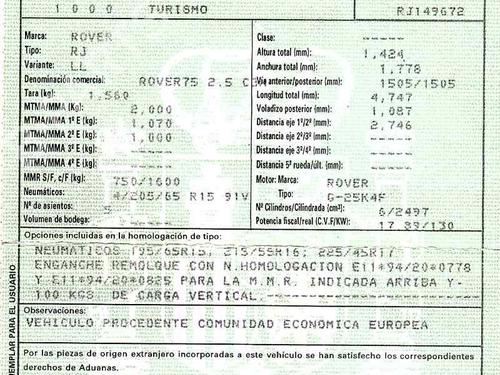 1000 TURISMO RJ149672
Marca: ROVER
Tipo: RJ
Variante: LL
Denominación comercial: ROVER75 2.5
Tara (kg): 1,560
MTMA/MMA (Kg): 2,000
MTMA/MMA 1º E (kg): 1,070
MTMA/MMA 2º E (kg): 1,000
MTMA/MMA 3º E (kg): -----
MTMA/MMA 4º E (kg): -----
MMR S/F, c/F (kg): 750/1600
Neumáticos: 4/205/65 R15 91V
Nº de asientos: 5
Volumen de bodega: -----
Clase: -----
Altura total (mm): 1,424
Anchura total (mm): 1,778
Vía anterior/posterior (mm): 1505/1505
Longitud total (mm): 4,747
Voladizo posterior (mm): 1,087
Distancia eje 1º/2º (mm): 2,746
Distancia eje 2º/3º (mm): -----
Distancia eje 3º/4º (mm): -----
Distancia 5ª rueda/últ. (mm): -----
Motor: Marca: ROVER
Tipo: G-25K4F
Nº Cilindros/Cilindrada (cm³): 6/2497
Potencia fiscal/real (C.V.F/KW): 17.89/130
Opciones incluidas en la homologación de tipo:
NEUMATICOS 195/65R15; 215/55R16; 225/45R17
ENGANCHE REMOLQUE CON N.HOMOLOGACION E11*94/20*0778
Y E11*94/20*0825 PARA LA M.M.R. INDICADA ARRIBA Y-
100 KGS DE CARGA VERTICAL.
Observaciones:
VEHICULO PROCEDENTE COMUNIDAD ECONOMICA EUROPEA
Por las piezas de origen extranjero incorporadas a este vehículo se han satisfecho los correspondientes
derechos de Aduanas.
EMPLAR PARA EL USUARIO